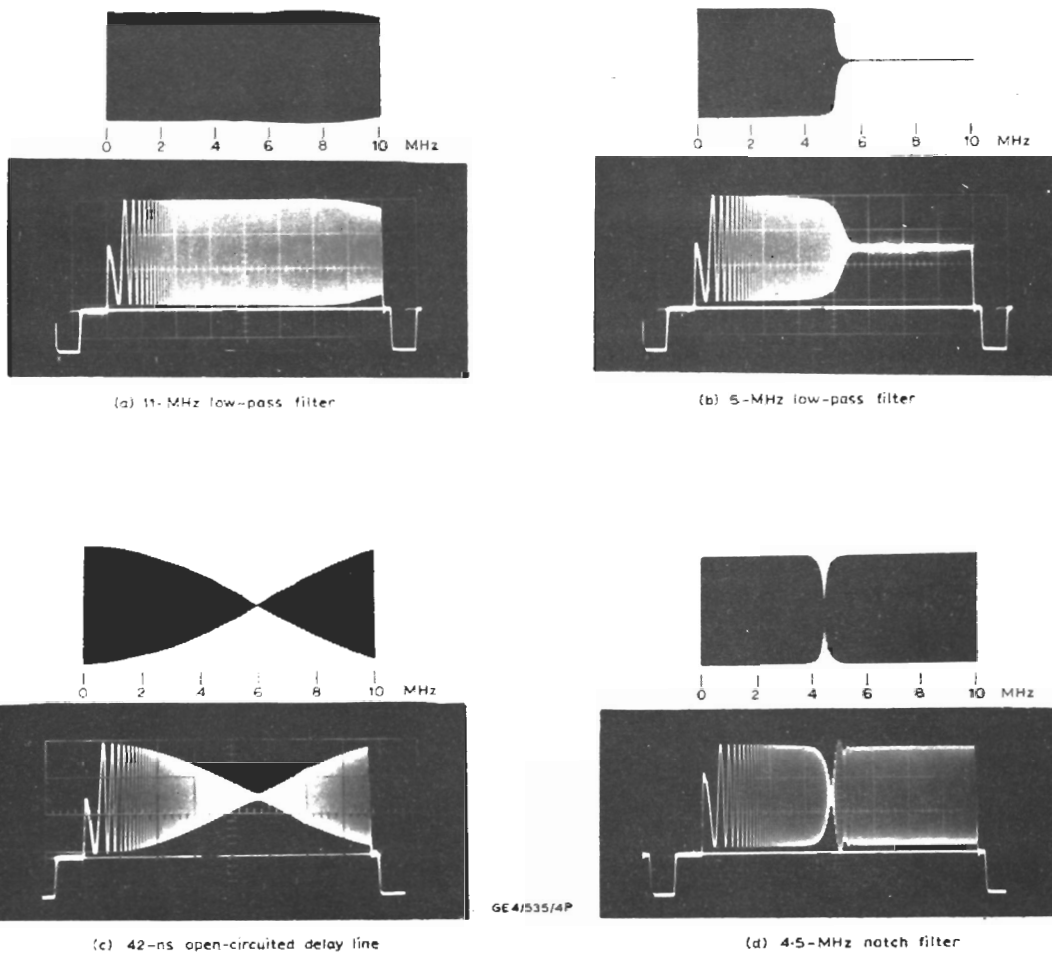 0 2 4 6 8 10 MHz
0 2 4 6 8 10 MHz
(a) 11-MHz low-pass filter
(b) 5-MHz low-pass filter
0 2 4 6 8 10 MHz
0 2 4 6 8 10 MHz
GE4/535/4P
(c) 42-ns open-circuited delay line
(d) 4·5-MHz notch filter